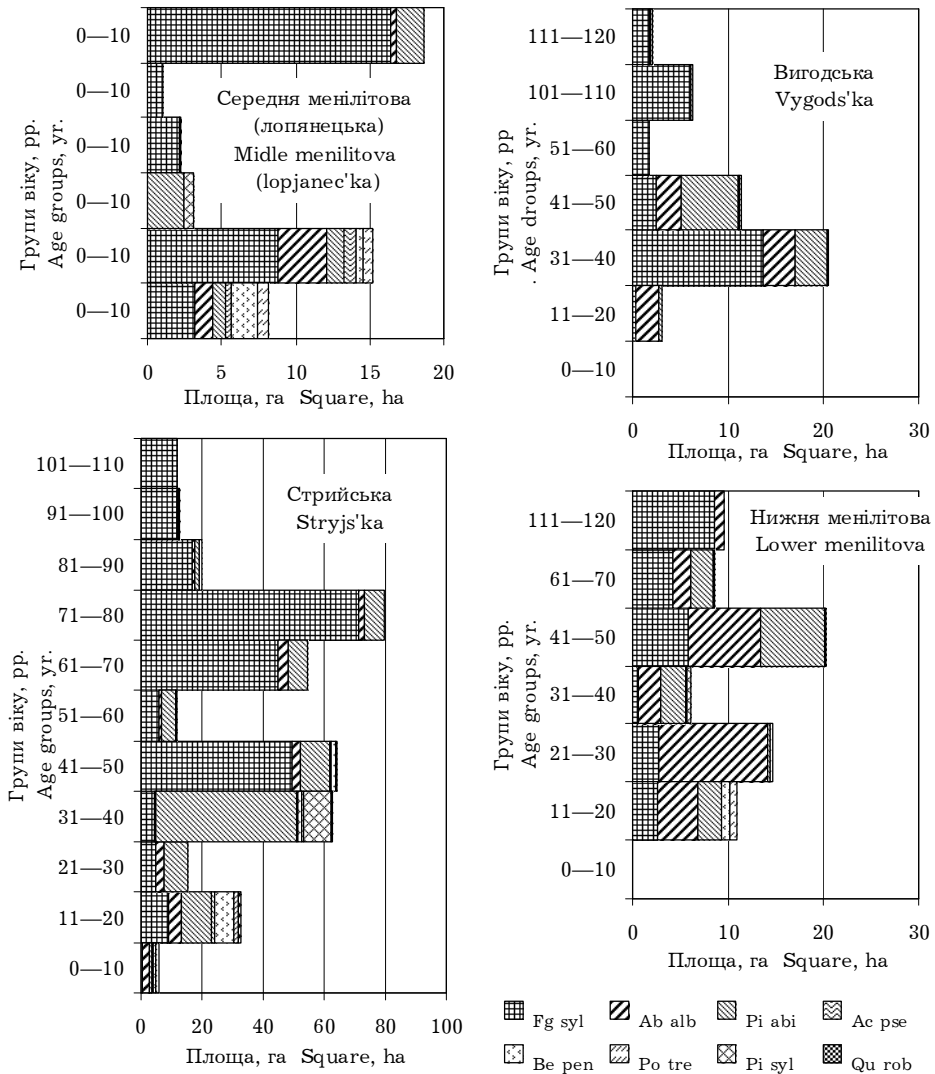 Групи віку, рр.
Age groups, yr.
0—10
0—10
0—10
0—10
0—10
0—10
Середня менілітова
(лопянецька)
Midle menilitova
(lopjanec'ka)
0 5 10 15 20
Площа, га Square, ha
Групи віку, рр
. Age droups, yr.
111—120
101—110
51—60
41—50
31—40
11—20
0—10
Вигодська
Vygods'ka
0 10 20 30
Площа, га Square, ha
Групи віку, рр.
Age groups, yr.
101—110
91—100
81—90
71—80
61—70
51—60
41—50
31—40
21—30
11—20
0—10
Стрийська
Stryjs'ka
0 20 40 60 80 100
Площа, га Square, ha
Групи віку, рр.
Age groups, yr.
111—120
61—70
41—50
31—40
21—30
11—20
0—10
Нижня менілітова
Lower menilitova
0 10 20 30
Площа, га Square, ha
Fg syl Ab alb Pi abi Ac pse
Be pen Po tre Pi syl Qu rob